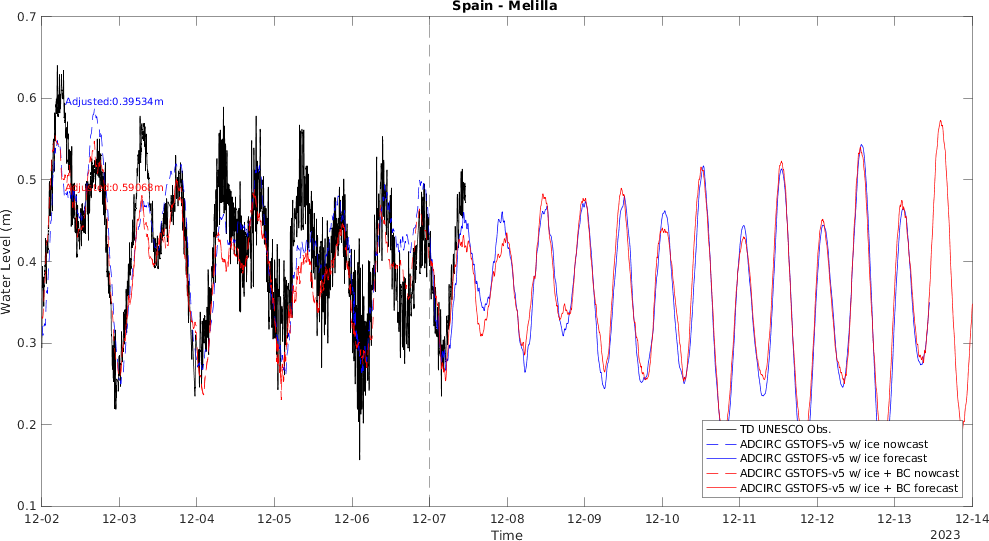 Spain - Melilla
Water Level (m)
0.7
0.6
0.5
0.4
0.3
0.2
0.1
Adjusted:0.39534m
Adjusted:0.59068m
TD UNESCO Obs.
ADCIRC GSTOFS-v5 w/ ice nowcast
ADCIRC GSTOFS-v5 w/ ice forecast
ADCIRC GSTOFS-v5 w/ ice + BC nowcast
ADCIRC GSTOFS-v5 w/ ice + BC forecast
12-02 12-03 12-04 12-05 12-06 12-07 12-08 12-09 12-10 12-11 12-12 12-13 12-14
Time
2023